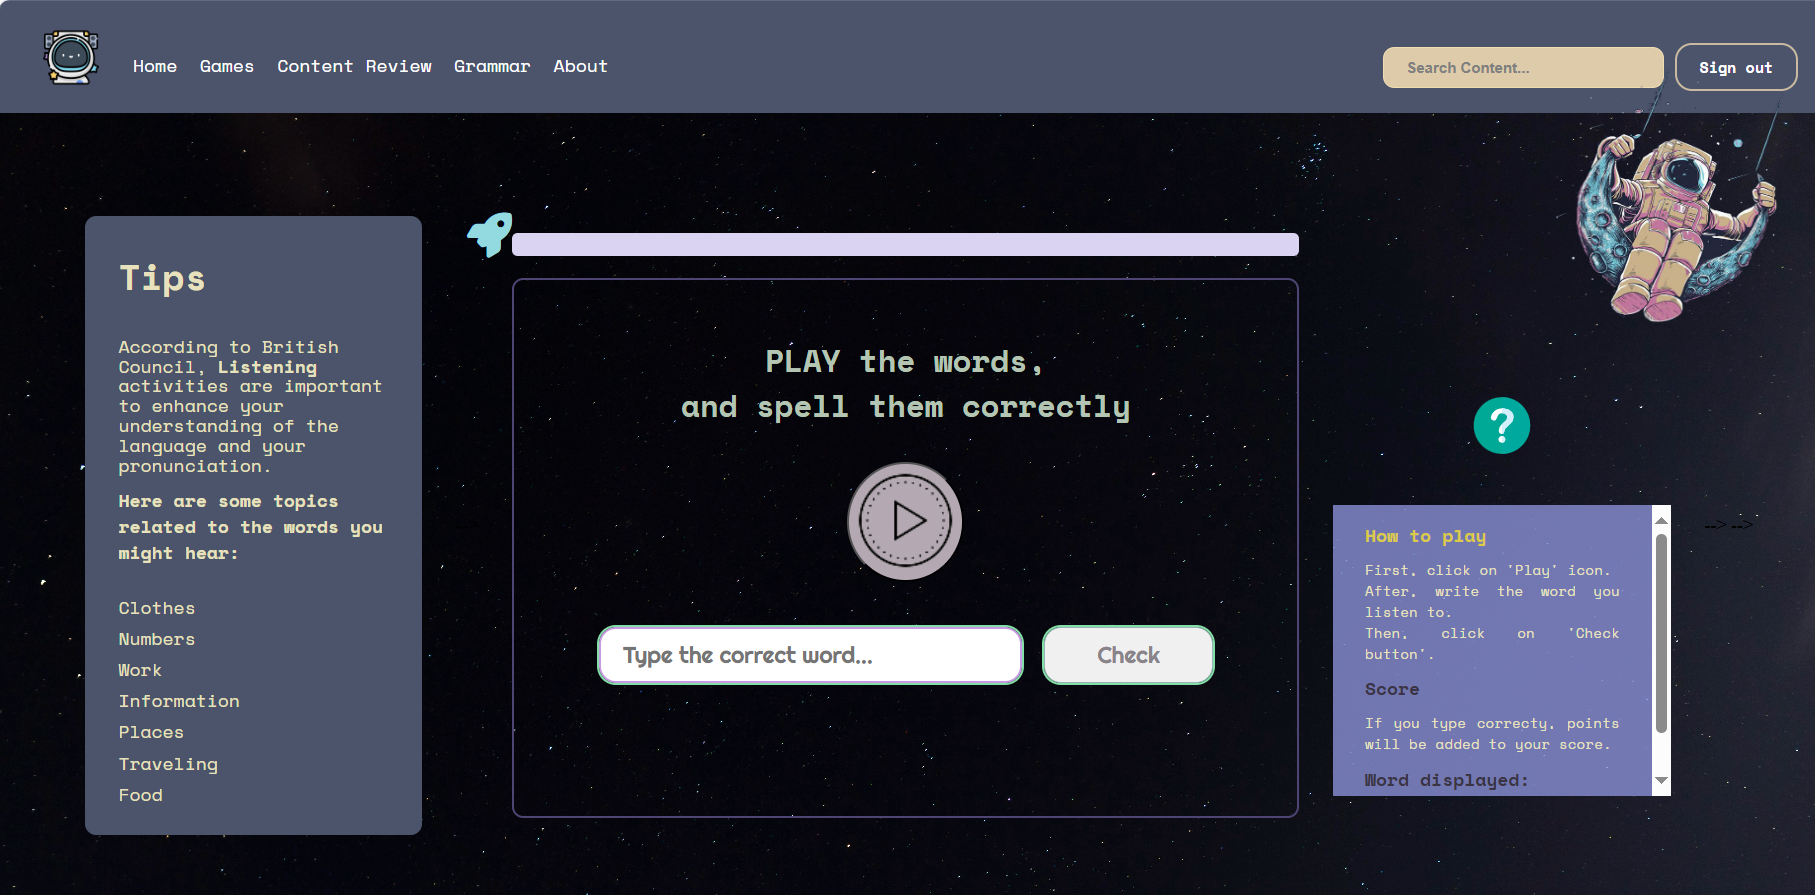 Home Games Content Review Grammar About
Search Content...
Sign out
Tips
According to British
Council, Listening
activities are important
to enhance your
understanding of the
language and your
pronunciation.
Here are some topics
related to the words you
might hear:
Clothes
Numbers
Work
Information
Places
Traveling
Food
PLAY the words,
and spell them correctly
Type the correct word...
Check
?
How to play
First, click on 'Play' icon.
After, write the word you
listen to.
Then, click on 'Check
button'.
Score
If you type correcty, points
will be added to your score.
Word displayed:
--> -->